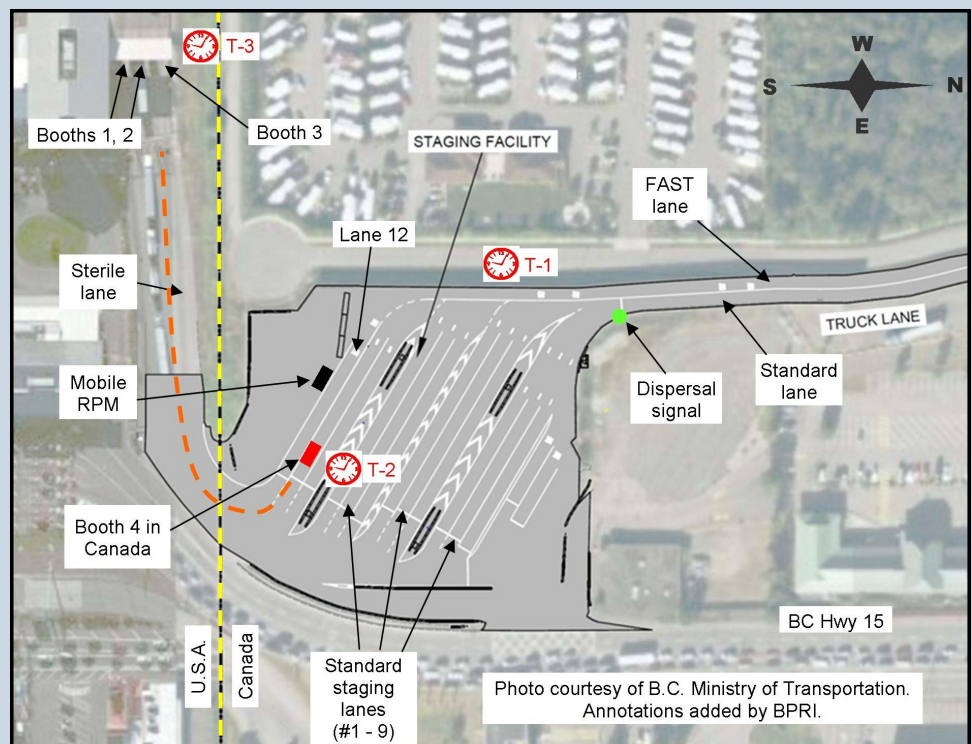 T-3
W
S
N
E
Booths 1, 2
Booth 3
STAGING FACILITY
FAST
lane
Lane 12
T-1
Sterile
lane
TRUCK LANE
Mobile
RPM
Dispersal
signal
Standard
lane
T-2
Booth 4 in
Canada
BC Hwy 15
U.S.A.
Canada
Standard
staging
lanes
(#1 - 9)
Photo courtesy of B.C. Ministry of Transportation.
Annotations added by BPRI.